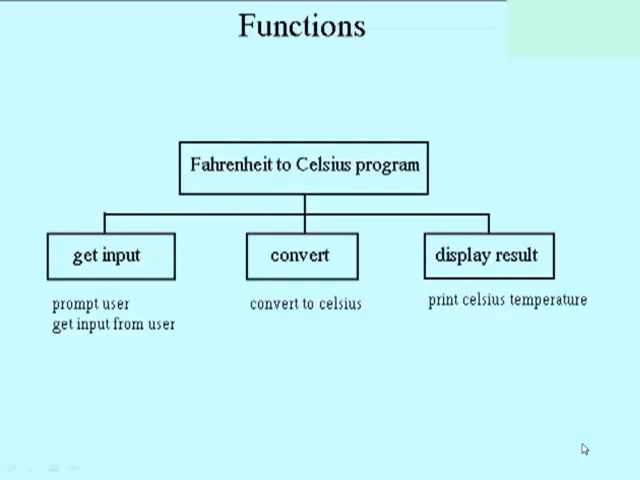 Functions
Fahrenheit to Celsius program
get input
convert
display result
prompt user
get input from user
convert to celsius
print celsius temperature